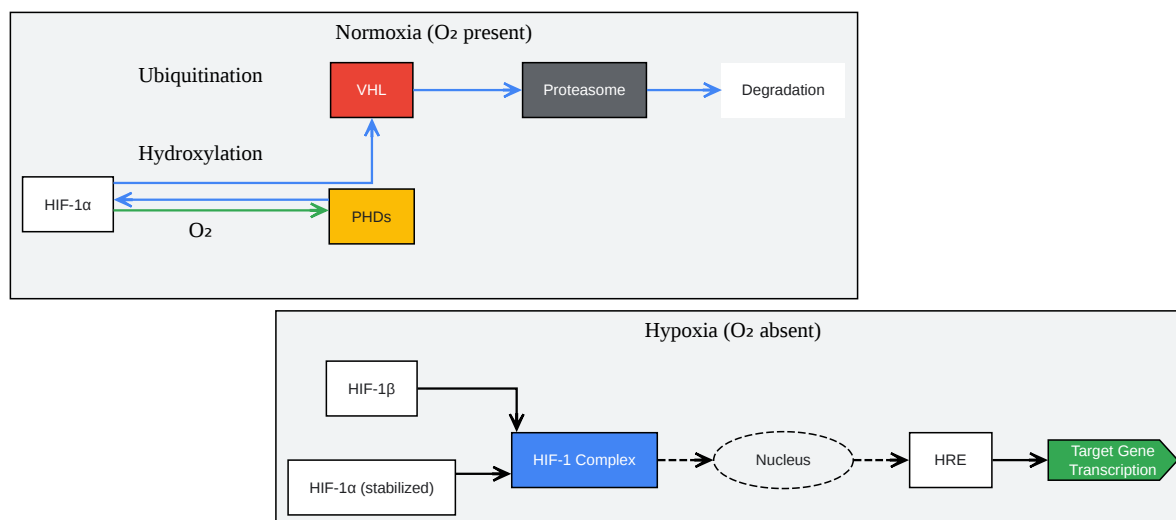 Normoxia (O₂ present)
Ubiquitination
VHL
Proteasome
Degradation
Hydroxylation
HIF-1α
PHDs
O₂
Hypoxia (O₂ absent)
HIF-1β
HIF-1 Complex
Nucleus
HRE
Target Gene
Transcription
HIF-1α (stabilized)